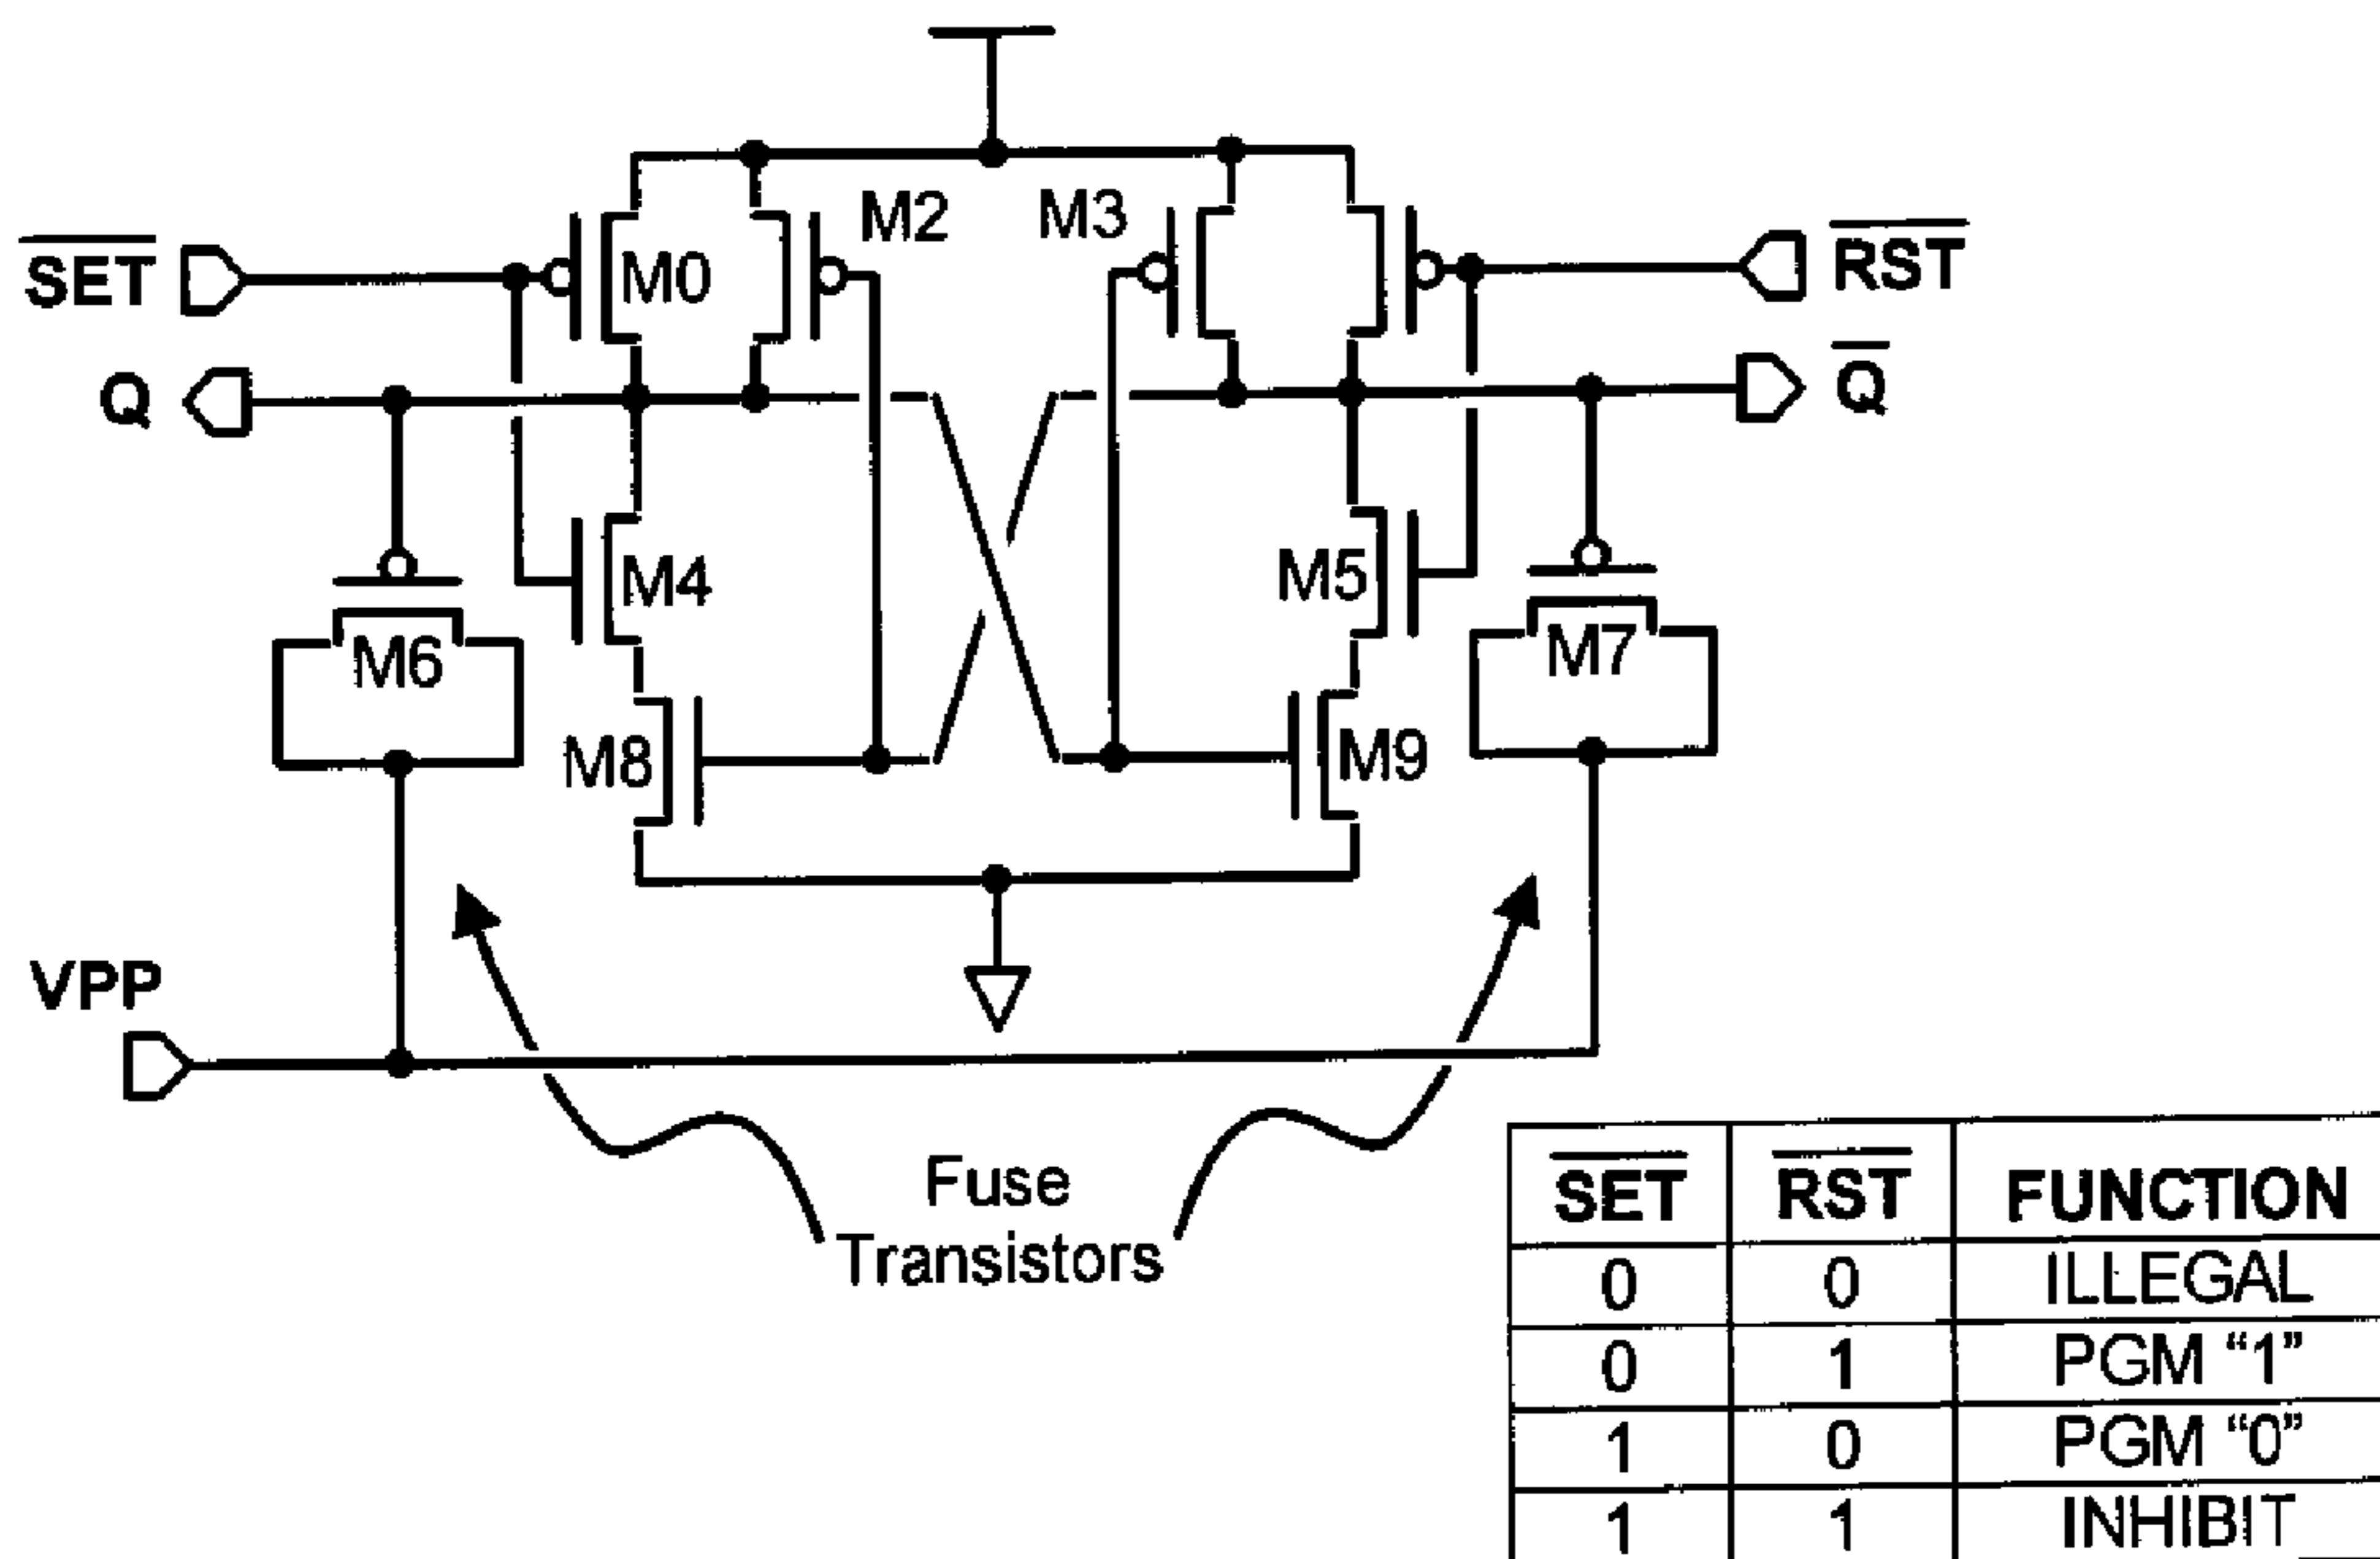 M2 M3
SET M0 RST
Q Q
M4 M5
M6 M7
M8 M9
VPP
Fuse
Transistors
SET RST FUNCTION
0 0 ILLEGAL
0 1 PGM “1”
1 0 PGM “0”
1 1 INHIBIT